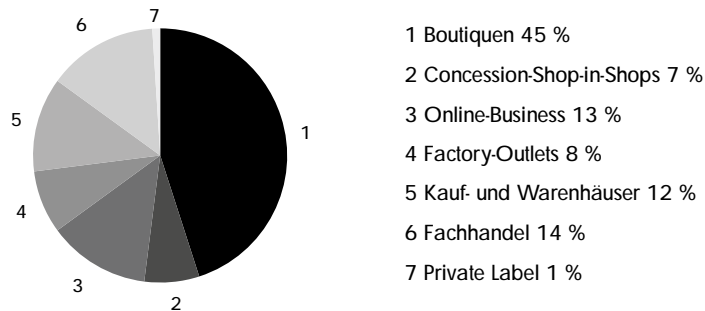 7
6
1
5
4
3
2
1 Boutiquen 45 %
2 Concession-Shop-in-Shops 7 %
3 Online-Business 13 %
4 Factory-Outlets 8 %
5 Kauf- und Warenhäuser 12 %
6 Fachhandel 14 %
7 Private Label 1 %